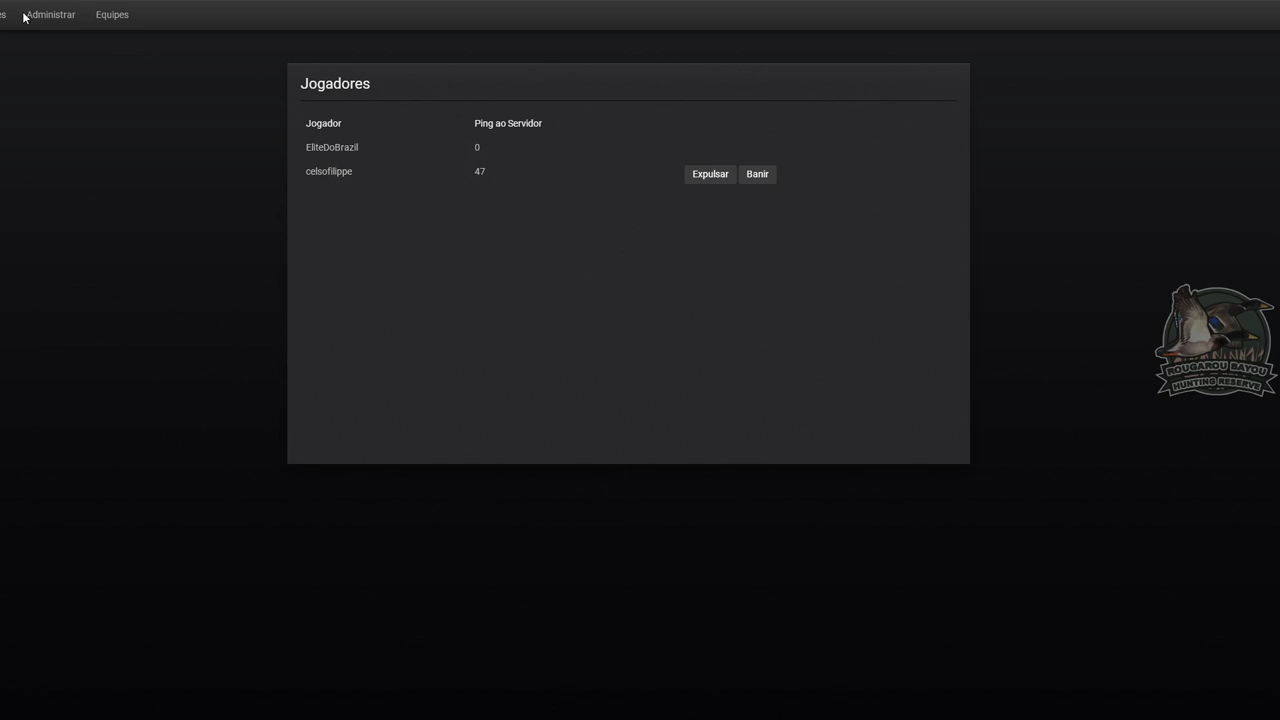 es Administrar Equipes
Jogadores
Jogador Ping ao Servidor
EliteDoBrazil 0
celsofilippe 47 Expulsar Banir
ROUGAROU BAYOU
HUNTING RESERVE